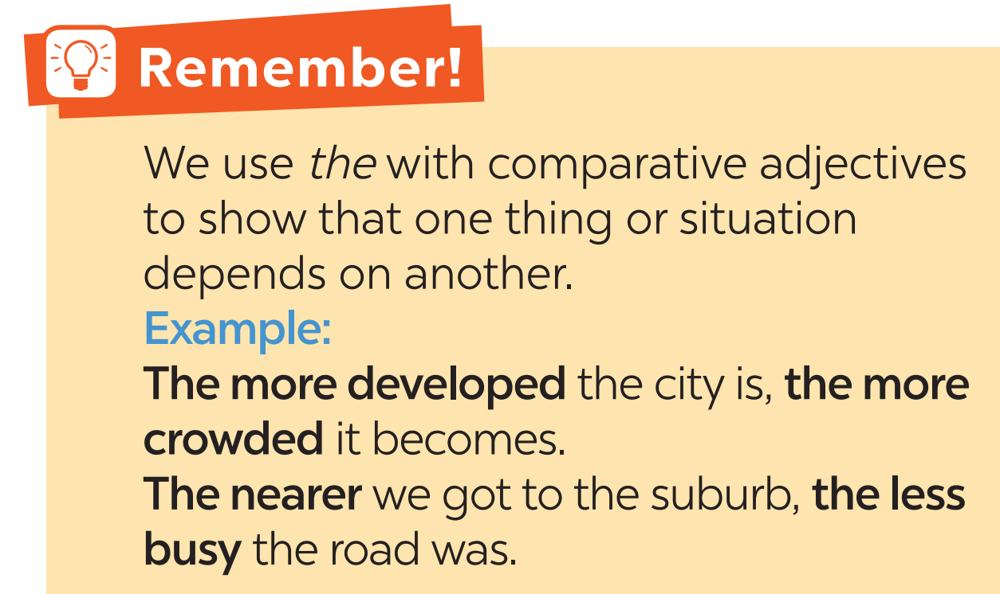 Remember!
We use the with comparative adjectives
to show that one thing or situation
depends on another.
Example:
The more developed the city is, the more
crowded it becomes.
The nearer we got to the suburb, the less
busy the road was.